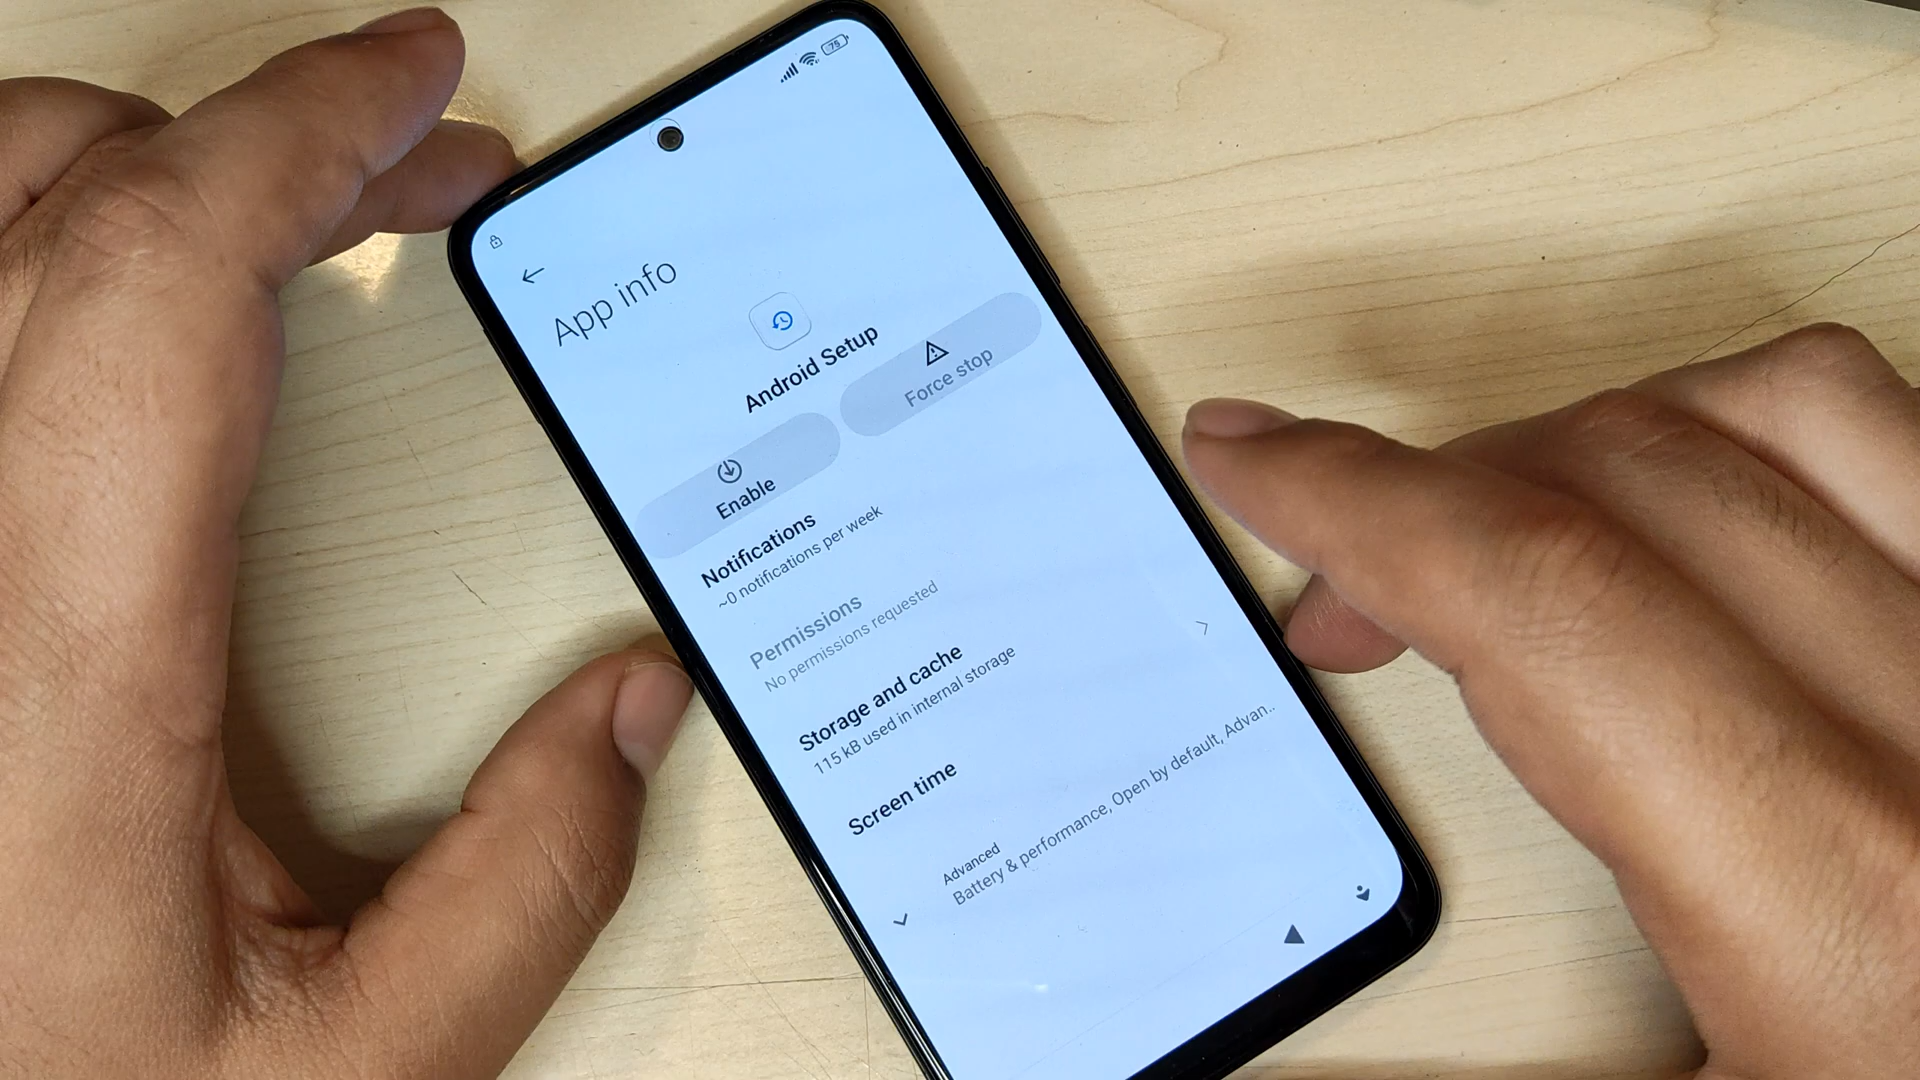 75
App info
Android Setup
Enable
Force stop
Notifications
~0 notifications per week
Permissions
No permissions requested
Storage and cache
115 kB used in internal storage
Screen time
Advanced
Battery & performance, Open by default, Advan..